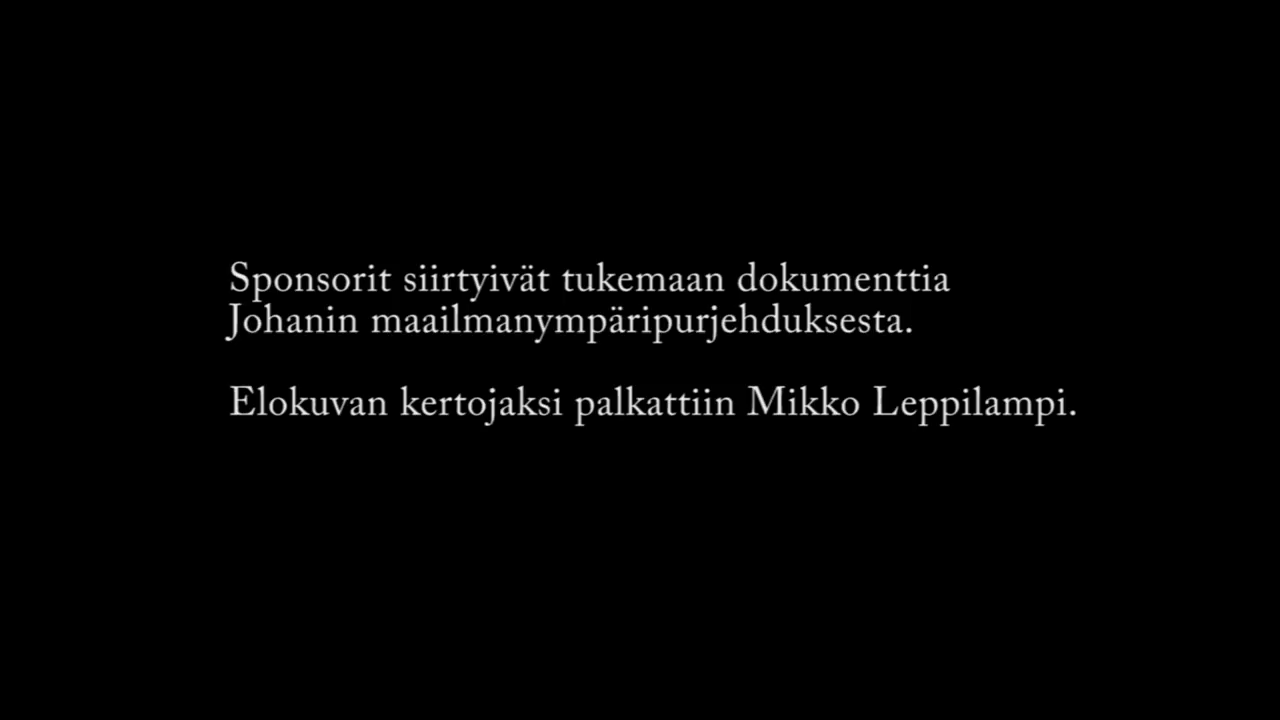 Sponsorit siirtyivät tukemaan dokumenttia
Johanin maailmanympäripurjehduksesta.
Elokuvan kertojaksi palkattiin Mikko Leppilampi.